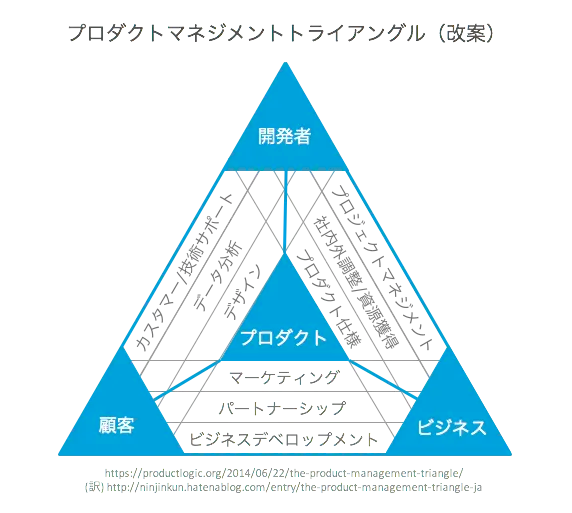 プロダクトマネジメントトライアングル（改案）
開発者
カスタマー/技術サポート
データ分析
デザイン
プロジェクトマネジメント
社内外調整/資源獲得
プロダクト仕様
プロダクト
マーケティング
パートナーシップ
ビジネスデベロップメント
顧客
ビジネス
https://productlogic.org/2014/06/22/the-product-management-triangle/
(訳) http://ninjinkun.hatenablog.com/entry/the-product-management-triangle-ja